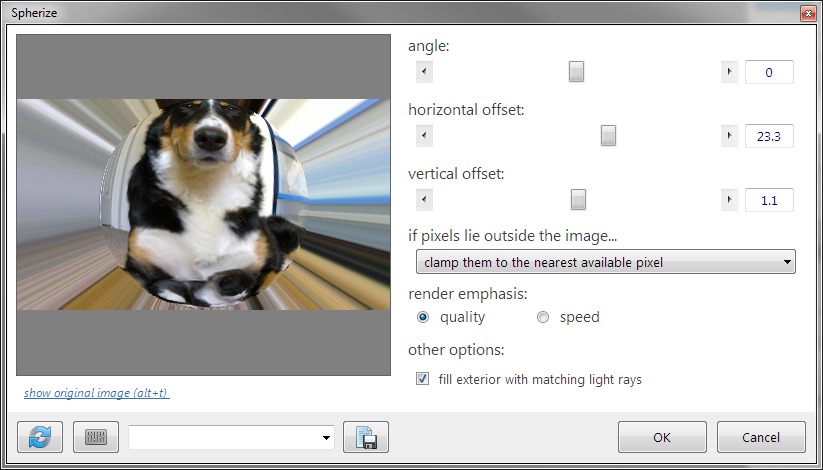 Spherize
angle:
0
horizontal offset:
23.3
vertical offset:
1.1
if pixels lie outside the image...
clamp them to the nearest available pixel
render emphasis:
quality speed
other options:
fill exterior with matching light rays
show original image (alt+t)
OK Cancel